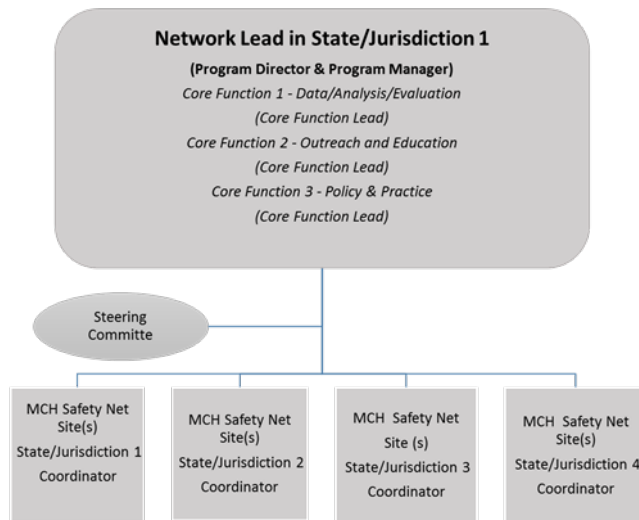 Network Lead in State/Jurisdiction 1
(Program Director & Program Manager)
Core Function 1 - Data/Analysis/Evaluation
(Core Function Lead)
Core Function 2 - Outreach and Education
(Core Function Lead)
Core Function 3 - Policy & Practice
(Core Function Lead)
Steering
Committe
MCH Safety Net
Site(s)
State/Jurisdiction 1
Coordinator
MCH Safety Net
Site(s)
State/Jurisdiction 2
Coordinator
MCH Safety Net
Site (s)
State/Jurisdiction 3
Coordinator
MCH Safety Net
Site(s)
State/Jurisdiction 4
Coordinator